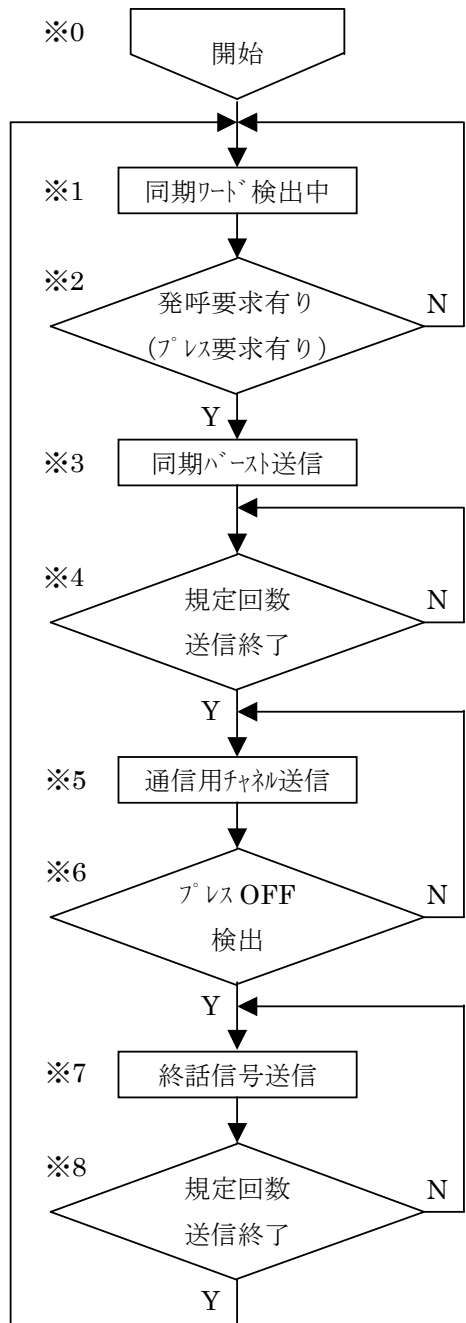 ※0
開始
※1
同期ﾜｰﾄﾞ検出中
※2
発呼要求有り
(ﾌﾟﾚｽ要求有り)
N
Y
※3
同期ﾊﾞｰｽﾄ送信
※4
規定回数
送信終了
N
Y
※5
通信用ﾁｬﾈﾙ送信
※6
ﾌﾟﾚｽOFF
検出
N
Y
※7
終話信号送信
※8
規定回数
送信終了
N
Y